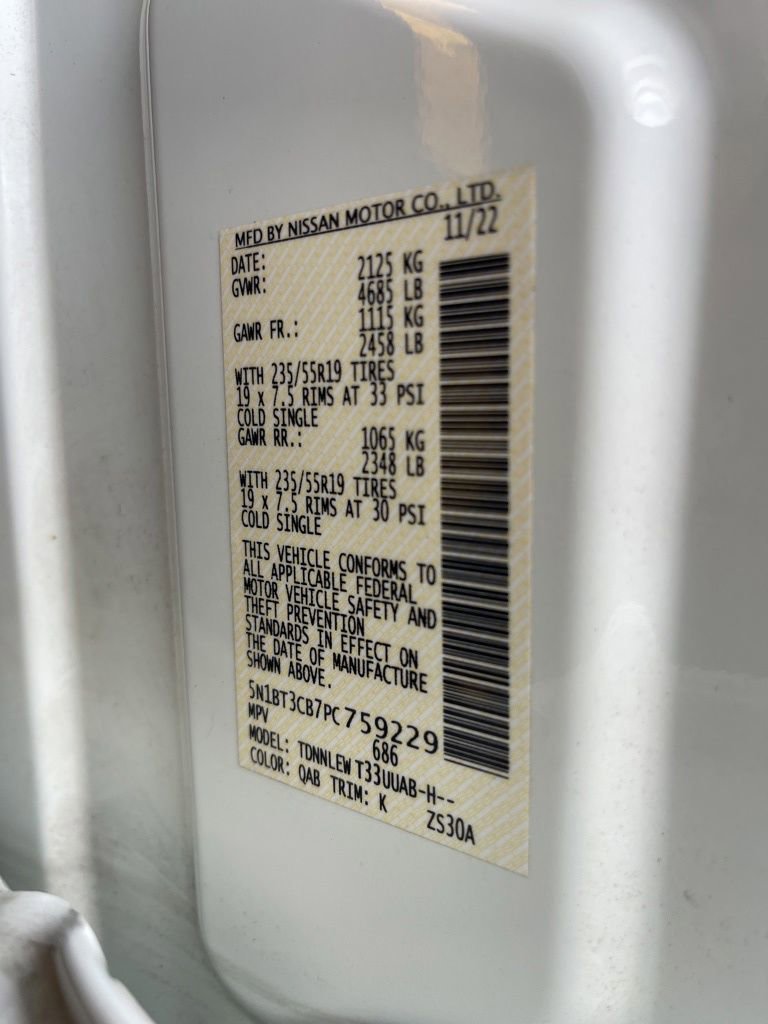 MFD BY NISSAN MOTOR CO., LTD.
DATE: 11/22
GVWR: 2125 KG
4685 LB
GAWR FR.: 1115 KG
2458 LB
WITH 235/55R19 TIRES
19 x 7.5 RIMS AT 33 PSI
COLD SINGLE
GAWR RR.: 1065 KG
2348 LB
WITH 235/55R19 TIRES
19 x 7.5 RIMS AT 30 PSI
COLD SINGLE
THIS VEHICLE CONFORMS TO
ALL APPLICABLE FEDERAL
MOTOR VEHICLE SAFETY AND
THEFT PREVENTION
STANDARDS IN EFFECT ON
THE DATE OF MANUFACTURE
SHOWN ABOVE.
5N1BT3CB7PC759229
MPV 686
MODEL: TDNNLEW T33UUAB-H--
COLOR: QAB TRIM: K ZS30A